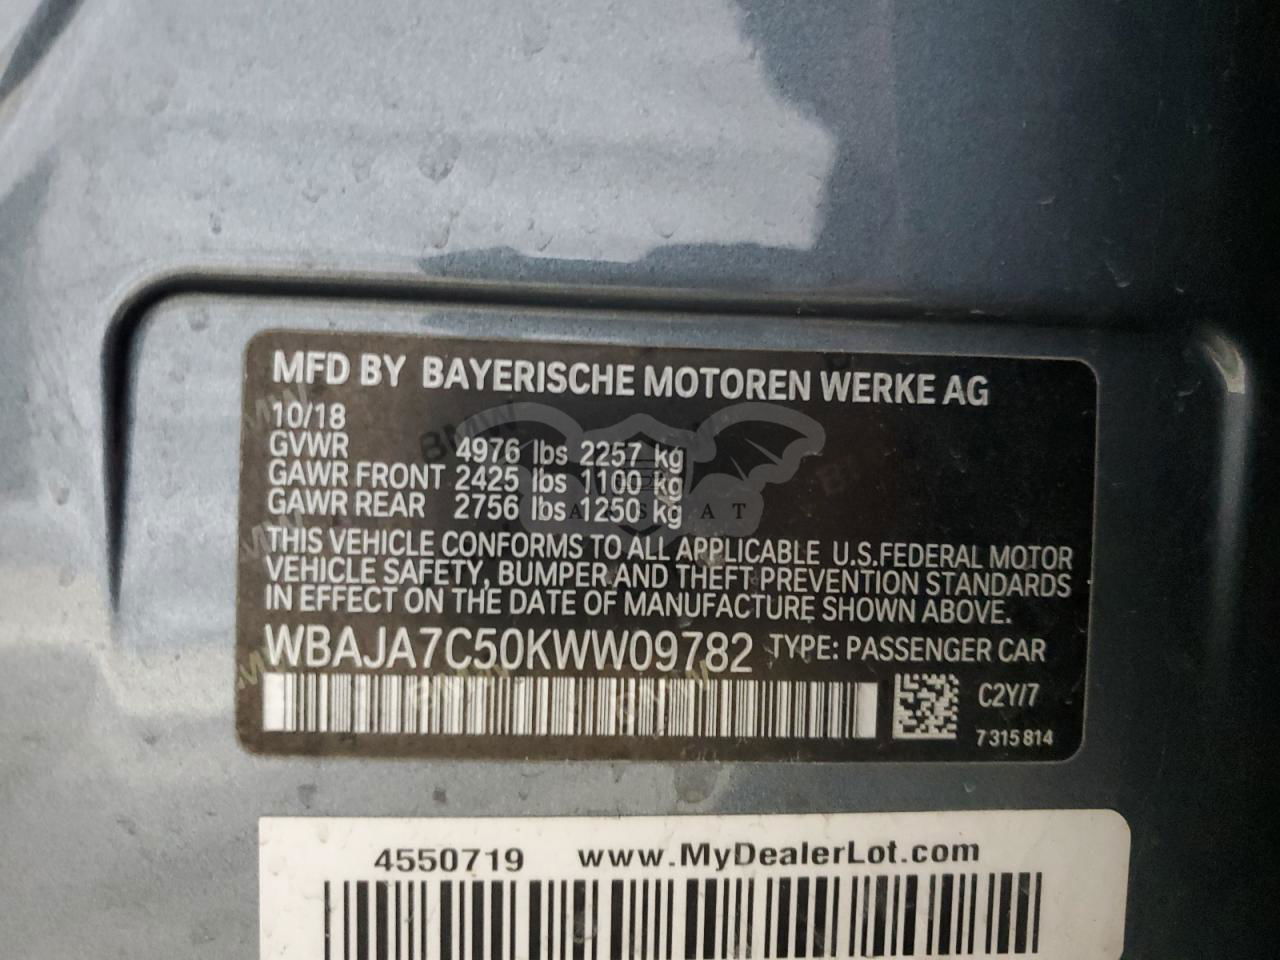 MFD BY BAYERISCHE MOTOREN WERKE AG
10/18
GVWR 4976 lbs 2257 kg
GAWR FRONT 2425 lbs 1100 kg
GAWR REAR 2756 lbs 1250 kg
THIS VEHICLE CONFORMS TO ALL APPLICABLE U.S.FEDERAL MOTOR
VEHICLE SAFETY, BUMPER AND THEFT PREVENTION STANDARDS
IN EFFECT ON THE DATE OF MANUFACTURE SHOWN ABOVE.
WBAJA7C50KWW09782 TYPE: PASSENGER CAR
C2Y/7
7 315 814
4550719 www.MyDealerLot.com